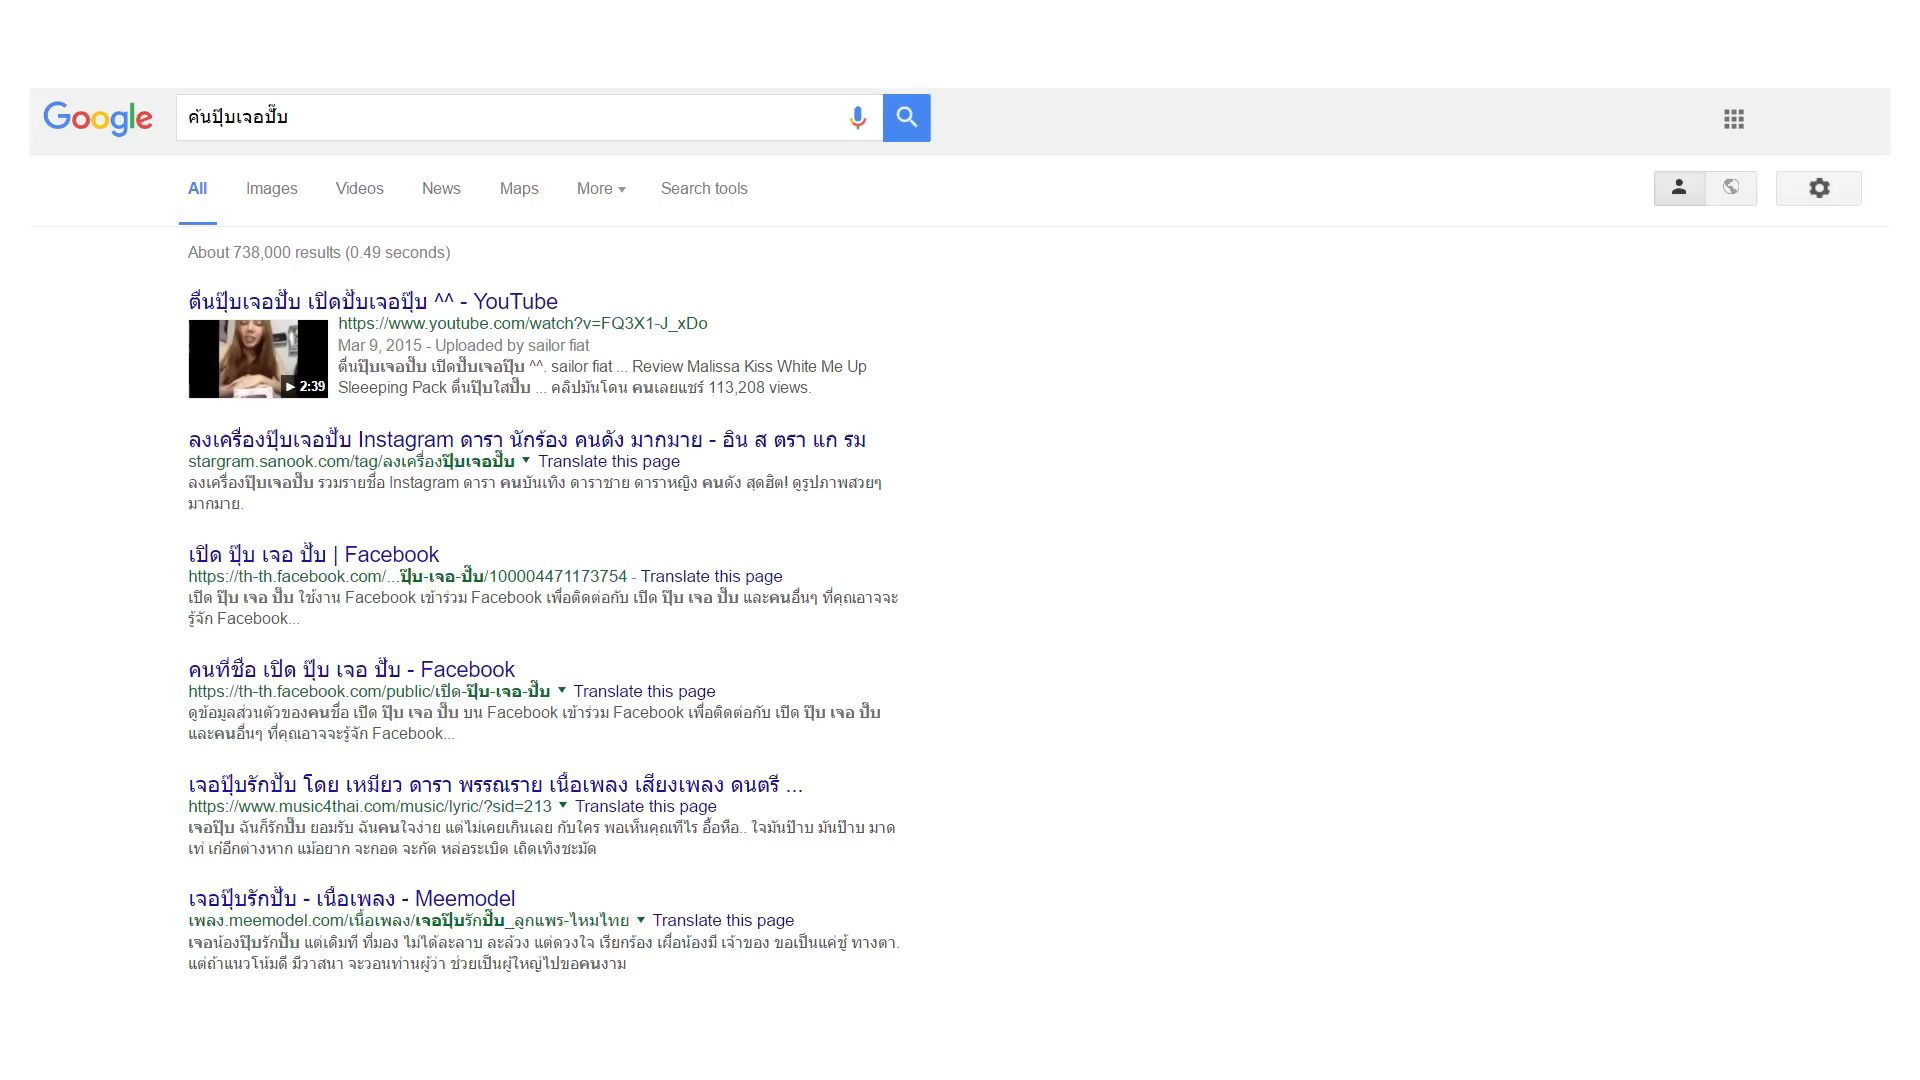 Google
ค้นปุ๊บเจอปั๊บ
All Images Videos News Maps More Search tools
About 738,000 results (0.49 seconds)
ตื่นปุ๊บเจอปั๊บ เปิดปั๊บเจอปุ๊บ ^^ - YouTube
https://www.youtube.com/watch?v=FQ3X1-J_xDo
Mar 9, 2015 - Uploaded by sailor fiat
ตื่นปุ๊บเจอปั๊บ เปิดปั๊บเจอปุ๊บ ^^. sailor fiat ... Review Malissa Kiss White Me Up
2:39
Sleeeping Pack ตื่นปุ๊บใสปั๊บ ... คลิปมันโดน คนเลยแชร์ 113,208 views.
ลงเครื่องปุ๊บเจอปั๊บ Instagram ดารา นักร้อง คนดัง มากมาย - อิน ส ตรา แก รม
stargram.sanook.com/tag/ลงเครื่องปุ๊บเจอปั๊บ Translate this page
ลงเครื่องปุ๊บเจอปั๊บ รวมรายชื่อ Instagram ดารา คนบันเทิง ดาราชาย ดาราหญิง คนดัง สุดฮิต! ดูรูปภาพสวยๆ
มากมาย.
เปิด ปุ๊บ เจอ ปั๊บ | Facebook
https://th-th.facebook.com/...ปุ๊บ-เจอ-ปั๊บ/100004471173754 - Translate this page
เปิด ปุ๊บ เจอ ปั๊บ ใช้งาน Facebook เข้าร่วม Facebook เพื่อติดต่อกับ เปิด ปุ๊บ เจอ ปั๊บ และคนอื่นๆ ที่คุณอาจจะ
รู้จัก Facebook...
คนที่ชื่อ เปิด ปุ๊บ เจอ ปั๊บ - Facebook
https://th-th.facebook.com/public/เปิด-ปุ๊บ-เจอ-ปั๊บ Translate this page
ดูข้อมูลส่วนตัวของคนชื่อ เปิด ปุ๊บ เจอ ปั๊บ บน Facebook เข้าร่วม Facebook เพื่อติดต่อกับ เปิด ปุ๊บ เจอ ปั๊บ
และคนอื่นๆ ที่คุณอาจจะรู้จัก Facebook...
เจอปุ๊บรักปั๊บ โดย เหมียว ดารา พรรณราย เนื้อเพลง เสียงเพลง ดนตรี ...
https://www.music4thai.com/music/lyric/?sid=213 Translate this page
เจอปุ๊บ ฉันก็รักปั๊บ ยอมรับ ฉันคนใจง่าย แต่ไม่เคยเกินเลย กับใคร พอเห็นคุณทีไร อื้อหือ.. ใจมันป๊าบ มันป๊าบ มาด
เท่ เก๋อีกต่างหาก แม้อยาก จะกอด จะกัด หล่อระเบิด เถิดเทิงชะมัด
เจอปุ๊บรักปั๊บ - เนื้อเพลง - Meemodel
เพลง.meemodel.com/เนื้อเพลง/เจอปุ๊บรักปั๊บ_ลูกแพร-ไหมไทย Translate this page
เจอน้องปุ๊บรักปั๊บ แต่เดิมที ที่มอง ไม่ได้ละลาบ ละล้วง แต่ดวงใจ เรียกร้อง เผื่อน้องมี เจ้าของ ขอเป็นแค่ชู้ ทางตา.
แต่ถ้าแนวโน้มดี มีวาสนา จะวอนท่านผู้ว่า ช่วยเป็นผู้ใหญ่ไปขอคนงาม